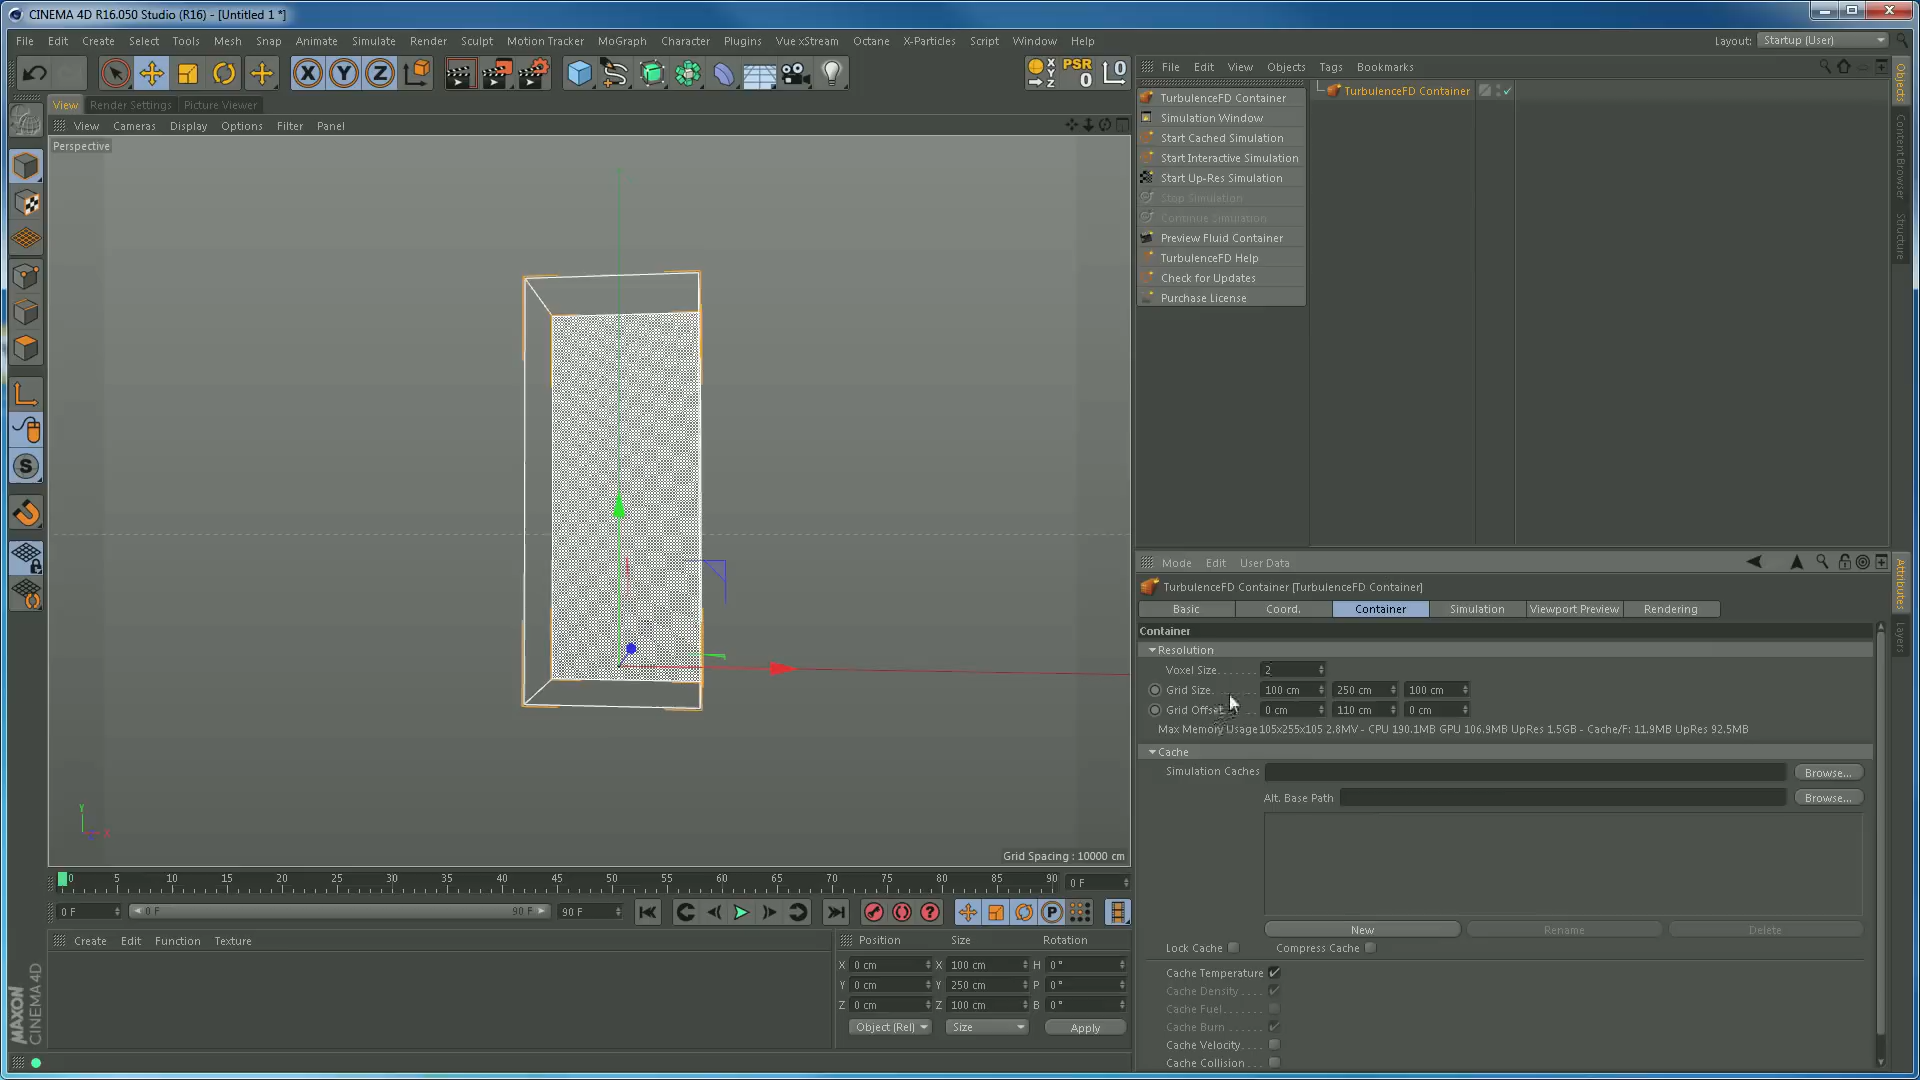 CINEMA 4D R16.050 Studio (R16) - [Untitled 1 *]
File Edit Create Select Tools Mesh Snap Animate Simulate Render Sculpt Motion Tracker MoGraph Character Plugins Vue xStream Octane X-Particles Script Window Help Layout: Startup (User)
X Y Z
X Y Z PSR 0 0
View Render Settings Picture Viewer
View Cameras Display Options Filter Panel
Perspective
Y
X
Grid Spacing : 10000 cm
0 5 10 15 20 25 30 35 40 45 50 55 60 65 70 75 80 85 90 0 F
0 F 0 F 90 F 90 F
P
Create Edit Function Texture
Position Size Rotation
X 0 cm X 100 cm H 0 °
Y 0 cm Y 250 cm P 0 °
Z 0 cm Z 100 cm B 0 °
Object (Rel) Size Apply
MAXON
CINEMA 4D
S
File Edit View Objects Tags Bookmarks
TurbulenceFD Container
Simulation Window
Start Cached Simulation
Start Interactive Simulation
Start Up-Res Simulation
Stop Simulation
Continue Simulation
Preview Fluid Container
TurbulenceFD Help
Check for Updates
Purchase License
TurbulenceFD Container
Objects
Content Browser
Structure
Mode Edit User Data
TurbulenceFD Container [TurbulenceFD Container]
Basic Coord. Container Simulation Viewport Preview Rendering
Container
Resolution
Voxel Size 2
Grid Size 100 cm 250 cm 100 cm
Grid Offset 0 cm 110 cm 0 cm
Max Memory Usage 105x255x105 2.8MV - CPU 190.1MB GPU 106.9MB UpRes 1.5GB - Cache/F: 11.9MB UpRes 92.5MB
Cache
Simulation Caches Browse...
Alt. Base Path Browse...
New Rename Delete
Lock Cache Compress Cache
Cache Temperature
Cache Density
Cache Fuel
Cache Burn
Cache Velocity
Cache Collision
Attributes
Layers